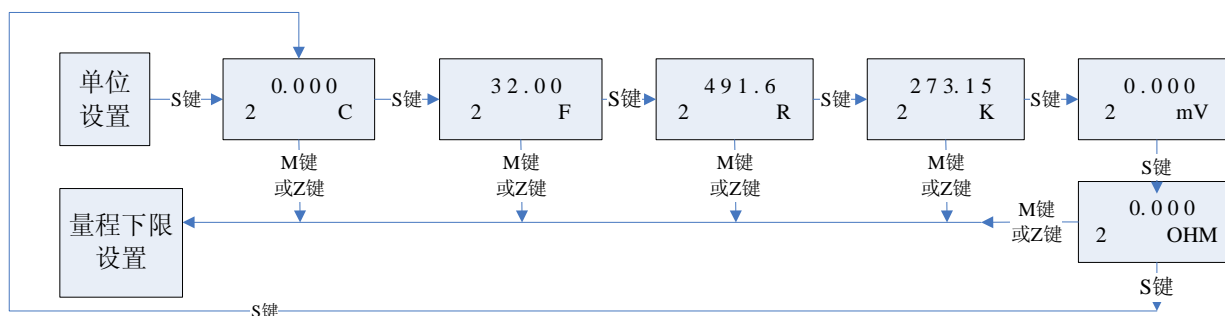 单位
设置
S键
0.000
2 C
S键
32.00
2 F
S键
491.6
2 R
S键
273.15
2 K
S键
0.000
2 mV
M键
或Z键
M键
或Z键
M键
或Z键
M键
或Z键
S键
量程下限
设置
M键
或Z键
0.000
2 OHM
S键
S键